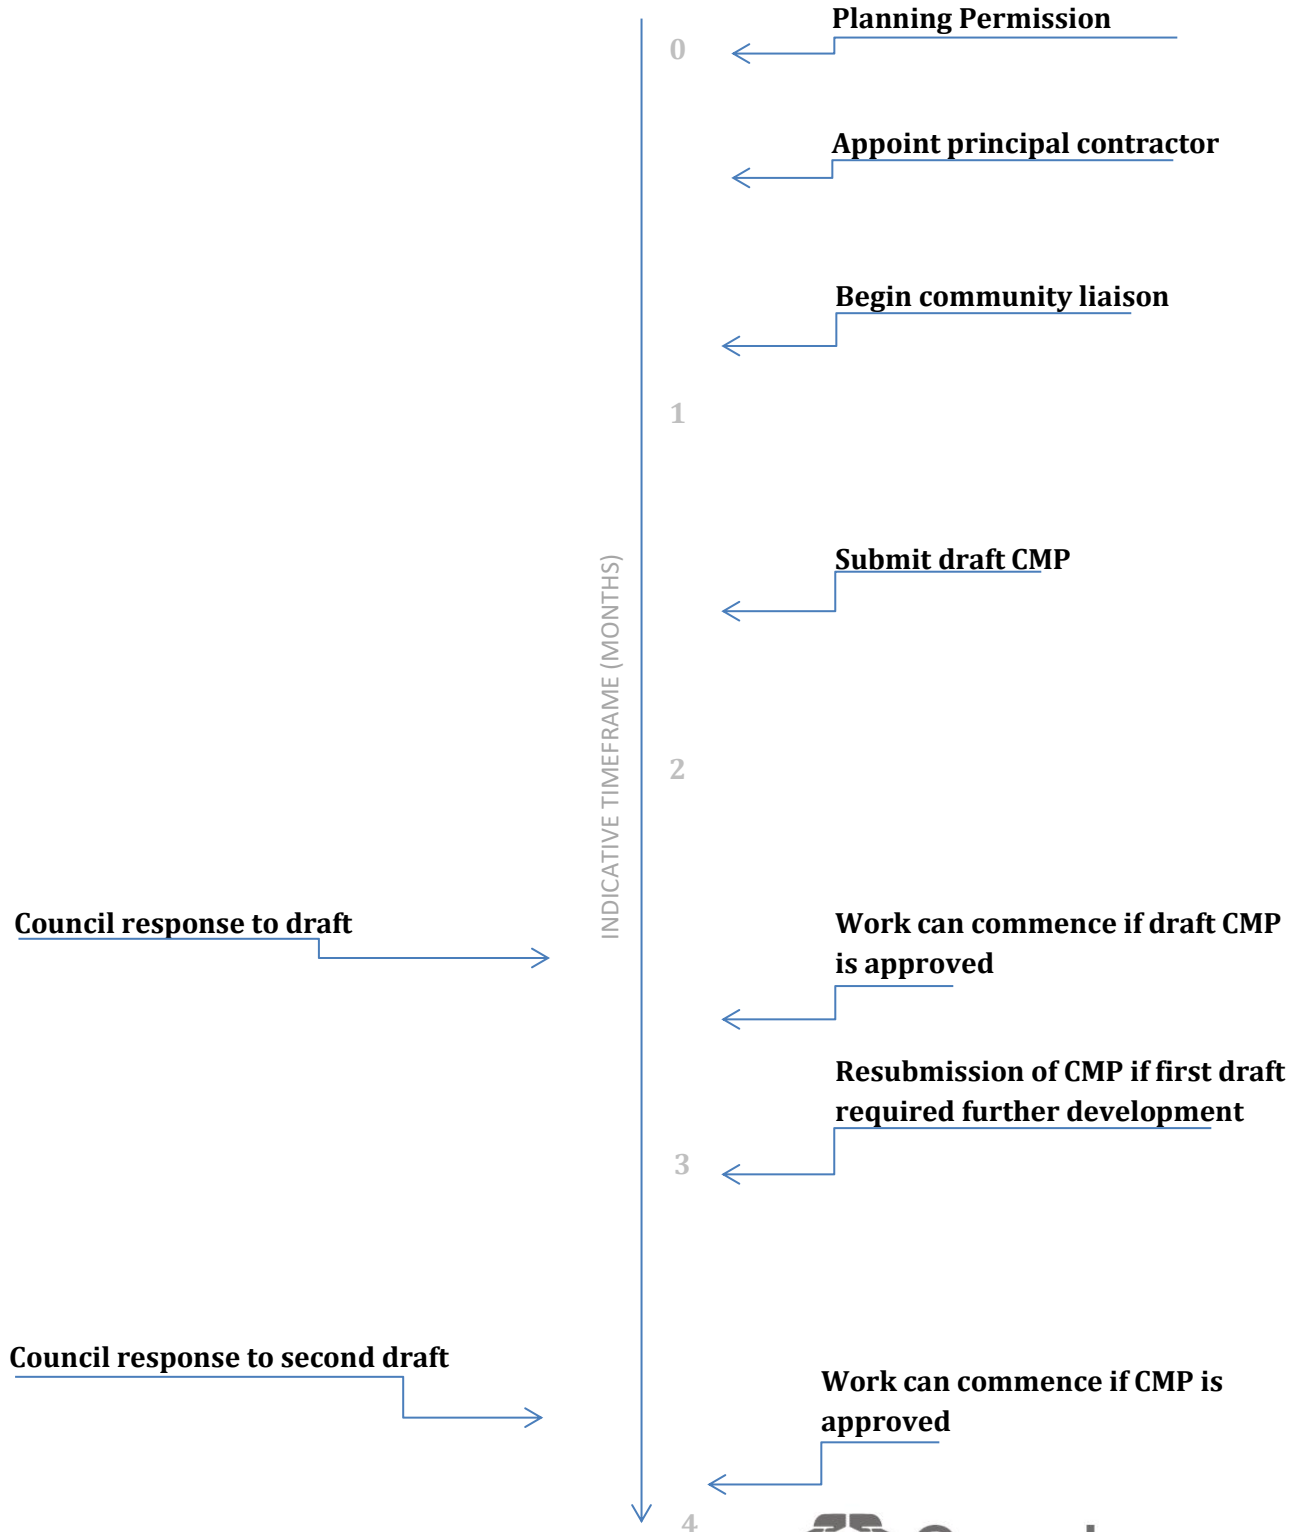 Planning Permission
0
Appoint principal contractor
Begin community liaison
1
Submit draft CMP
INDICATIVE TIMEFRAME (MONTHS)
2
Council response to draft
Work can commence if draft CMP
is approved
Resubmission of CMP if first draft
required further development
3
Council response to second draft
Work can commence if CMP is
approved
4